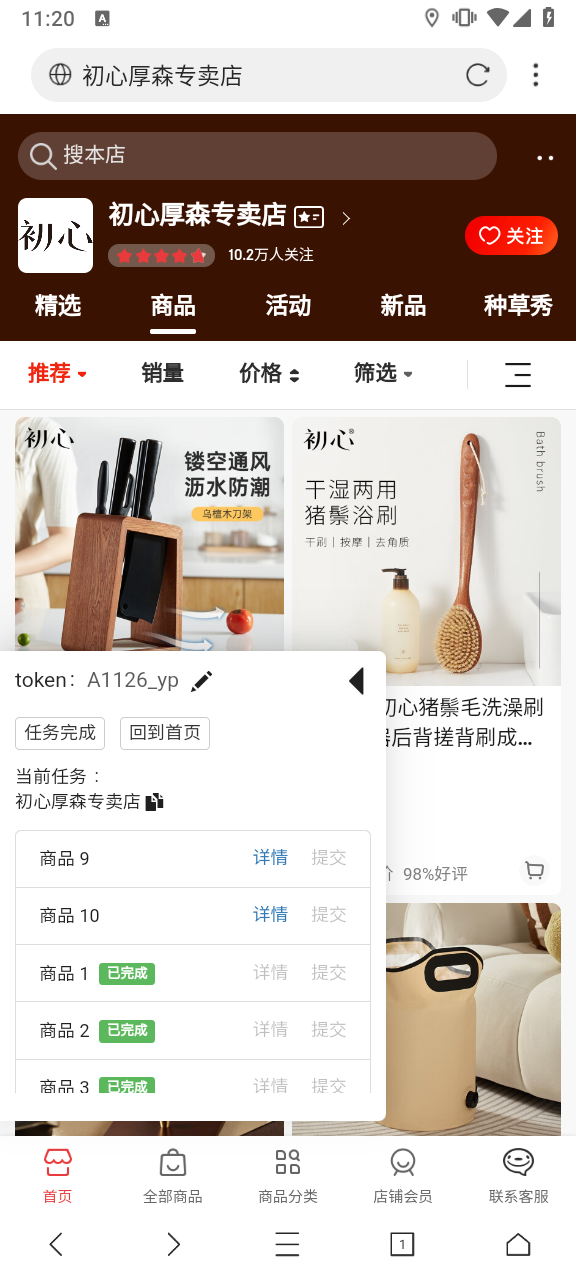 11:20
初心厚森专卖店
搜本店
初心
初心厚森专卖店
10.2万人关注
关注
精选 商品 活动 新品 种草秀
推荐 销量 价格 筛选
初心
镂空通风
沥水防潮
乌檀木刀架
初心
Bath brush
干湿两用
猪鬃浴刷
干刷 | 按摩 | 去角质
初心猪鬃毛洗澡刷
后背搓背刷成...
98%好评
token: A1126_yp
任务完成 回到首页
当前任务：
初心厚森专卖店
商品 9 详情 提交
商品 10 详情 提交
商品 1 已完成 详情 提交
商品 2 已完成 详情 提交
商品 3 已完成 详情 提交
首页 全部商品 商品分类 店铺会员 联系客服
1